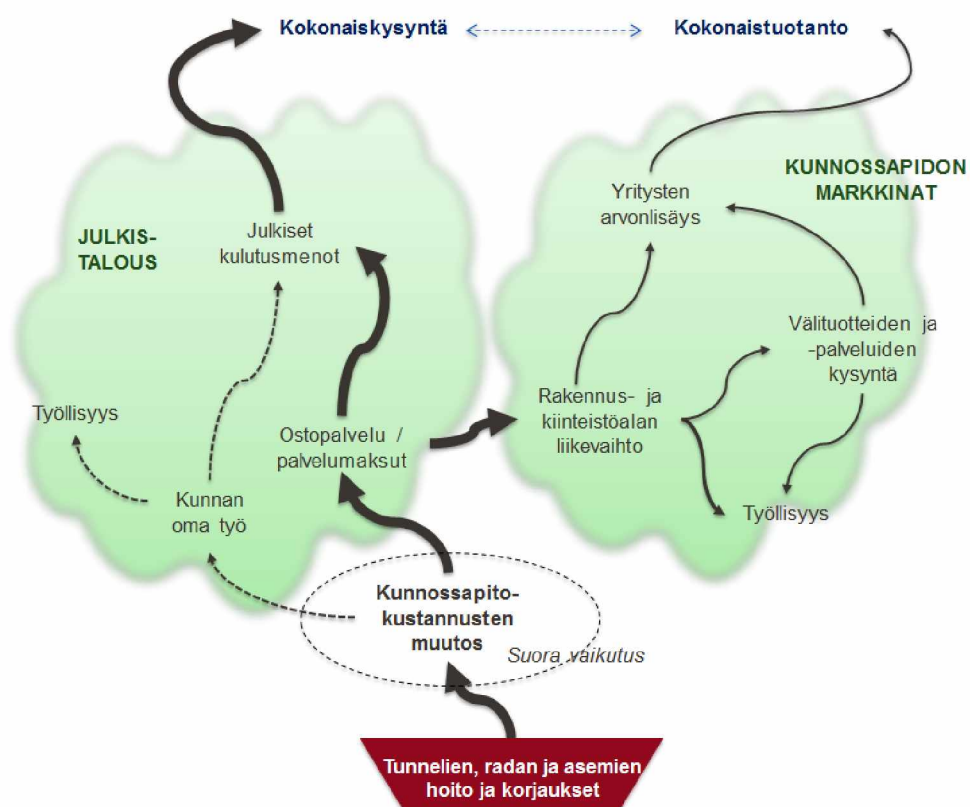 Kokonaiskysyntä
Kokonaistuotanto
KUNNOSSAPIDON
MARKKINAT
Yritysten
arvonlisäys
JULKIS-
TALOUS
Julkiset
kulutusmenot
Välituotteiden ja
-palveluiden
kysyntä
Työllisyys
Rakennus- ja
kiinteistöalan
liikevaihto
Ostopalvelu /
palvelumaksut
Kunnan
oma työ
Työllisyys
Kunnossapito-
kustannusten
muutos
Suora vaikutus
Tunnelien, radan ja asemien
hoito ja korjaukset